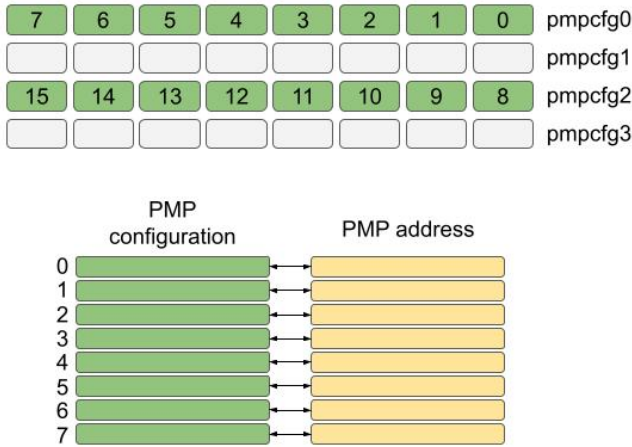 7 6 5 4 3 2 1 0 pmpcfg0
pmpcfg1
15 14 13 12 11 10 9 8 pmpcfg2
pmpcfg3
PMP
configuration
PMP address
0
1
2
3
4
5
6
7